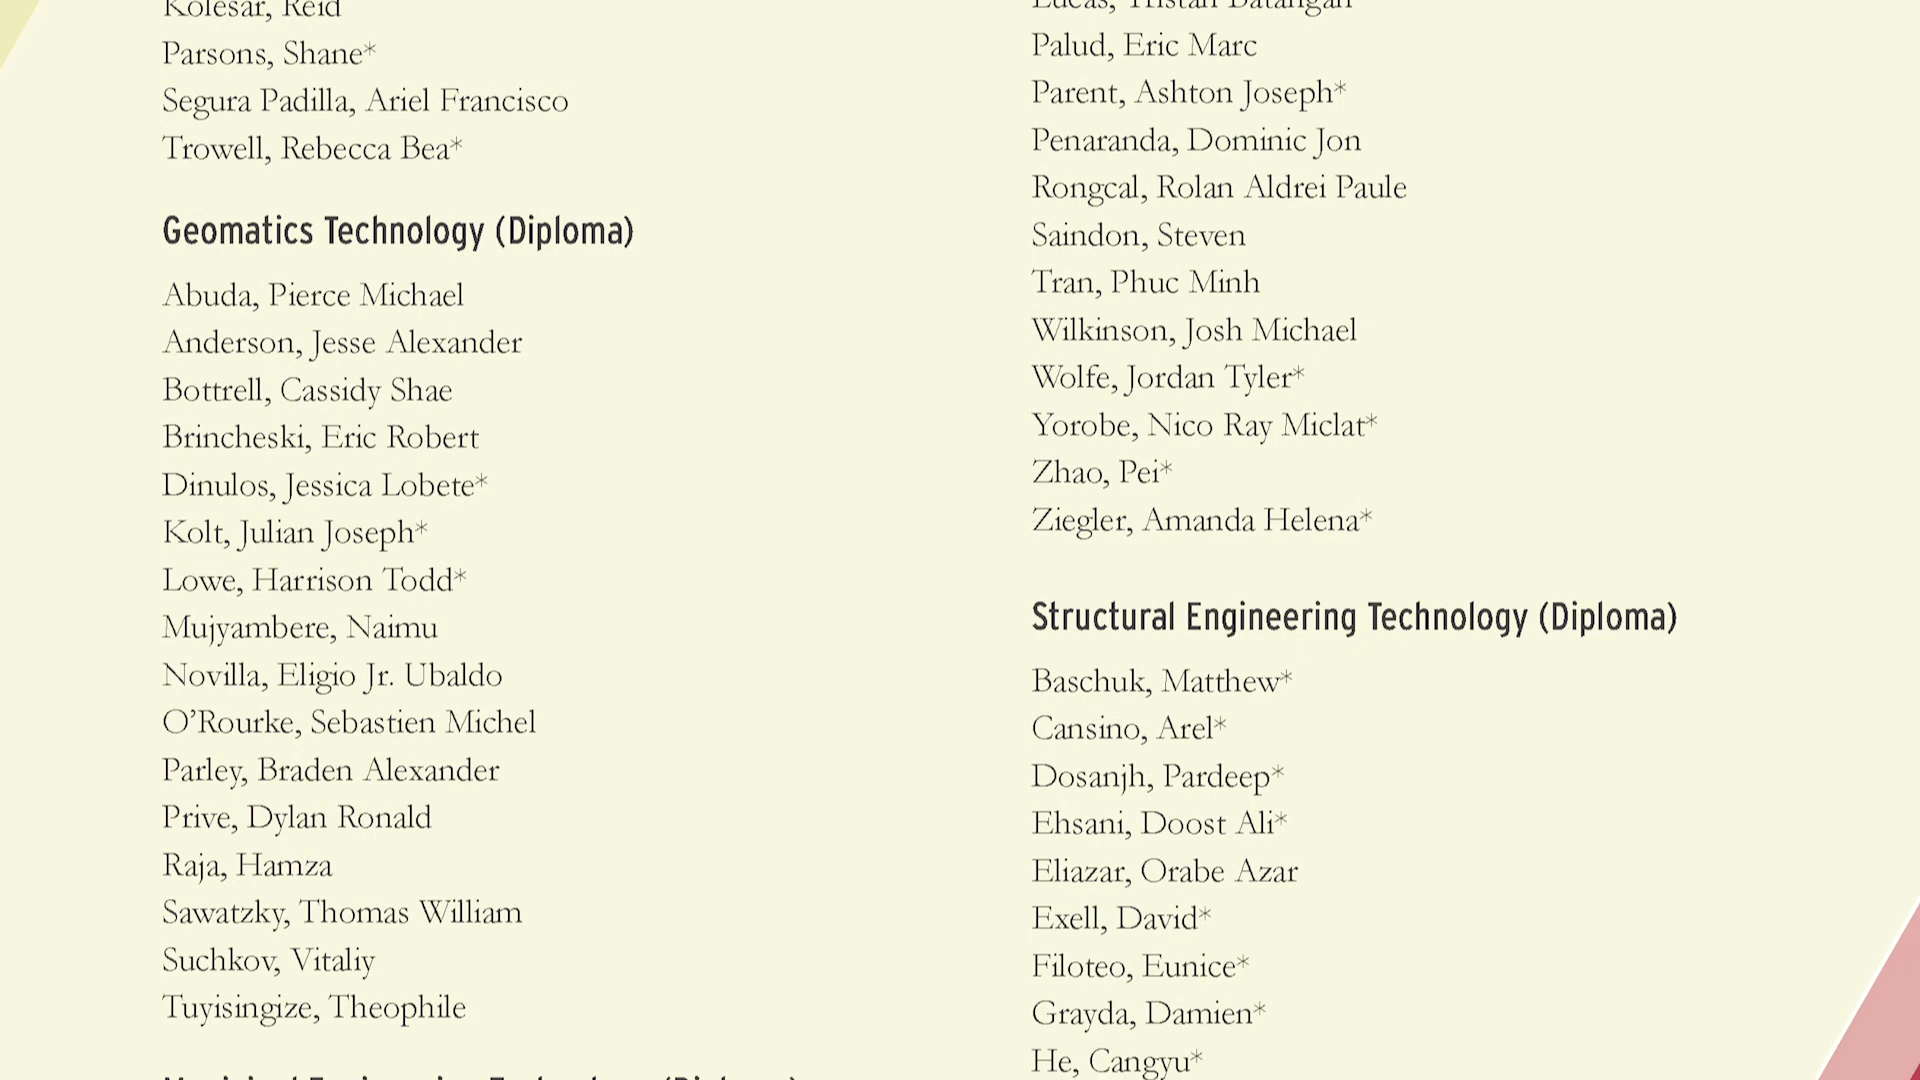 Kolesar, Reid
Parsons, Shane*
Segura Padilla, Ariel Francisco
Trowell, Rebecca Bea*
Geomatics Technology (Diploma)
Abuda, Pierce Michael
Anderson, Jesse Alexander
Bottrell, Cassidy Shae
Brincheski, Eric Robert
Dinulos, Jessica Lobete*
Kolt, Julian Joseph*
Lowe, Harrison Todd*
Mujyambere, Naimu
Novilla, Eligio Jr. Ubaldo
O’Rourke, Sebastien Michel
Parley, Braden Alexander
Prive, Dylan Ronald
Raja, Hamza
Sawatzky, Thomas William
Suchkov, Vitaliy
Tuyisingize, Theophile
Lucas, Tristan Batangan
Palud, Eric Marc
Parent, Ashton Joseph*
Penaranda, Dominic Jon
Rongcal, Rolan Aldrei Paule
Saindon, Steven
Tran, Phuc Minh
Wilkinson, Josh Michael
Wolfe, Jordan Tyler*
Yorobe, Nico Ray Miclat*
Zhao, Pei*
Ziegler, Amanda Helena*
Structural Engineering Technology (Diploma)
Baschuk, Matthew*
Cansino, Arel*
Dosanjh, Pardeep*
Ehsani, Doost Ali*
Eliazar, Orabe Azar
Exell, David*
Filoteo, Eunice*
Grayda, Damien*
He, Cangyu*